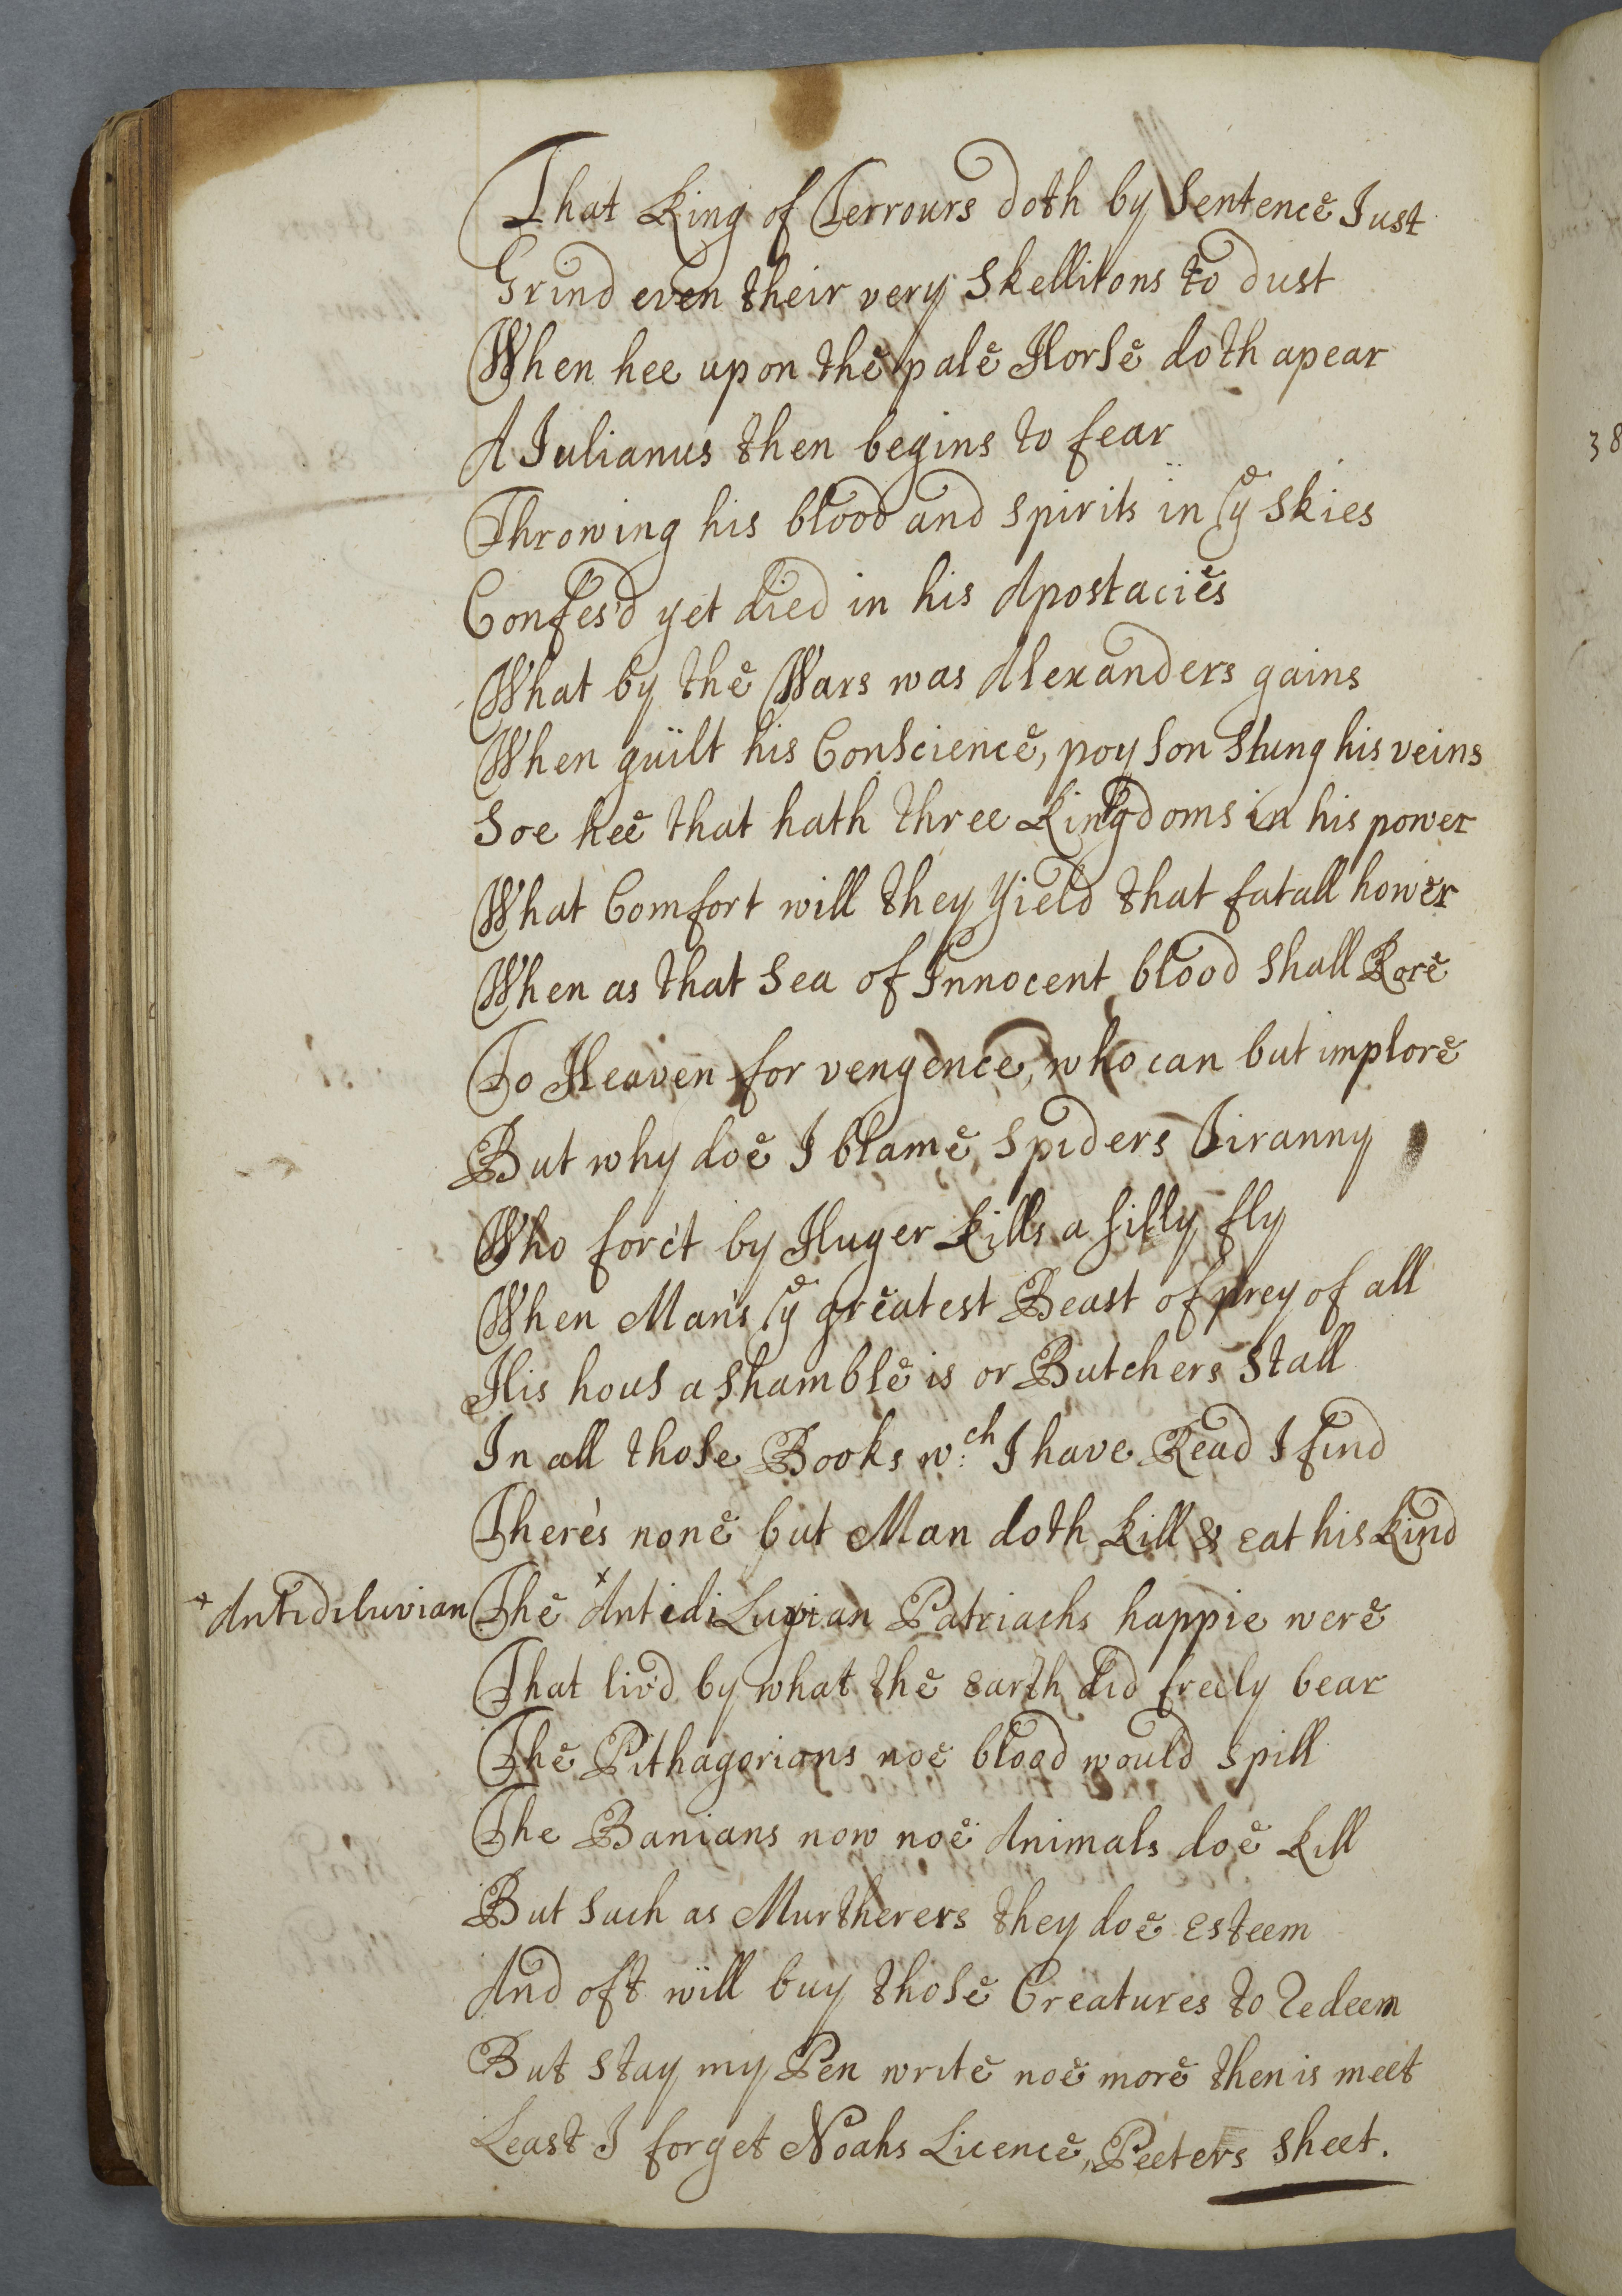 That King of Terrours doth by Sentence Just
Grind even their very Skellitons to dust
When hee upon the pale Horse doth apear
A Julianus then begins to fear
Throwing his blood and spirits in ye skies
Confes'd yet died in his Apostacies
What by the Wars was Alexanders gains
When guilt his Conscience, poyson stung his veins
Soe hee that hath three Kingdoms in his power
What Comfort will they yield that fatall hower
When as that Sea of Innocent blood shall Rore
To Heaven for vengence, who can but implore
But why doe I blame Spiders Tiranny
Who forc't by Huger kills a silly fly
When Man's ye greatest Beast of prey of all
His hous a shamble is or Butchers Stall
In all those Books wch I have Read I find
There's none but Man doth kill & eat his kind
+ Antidiluvian The + AntidiLuvian Patriachs happie were
That liv'd by what the Earth did freely bear
The Pithagorians noe blood would spill
The Banians now noe Animals doe kill
But such as Murtherers they doe Esteem
And oft will buy those Creatures to redeem
But stay my Pen write noe more then is meet
Least I forget Noahs Licence, Peeters sheet.
38